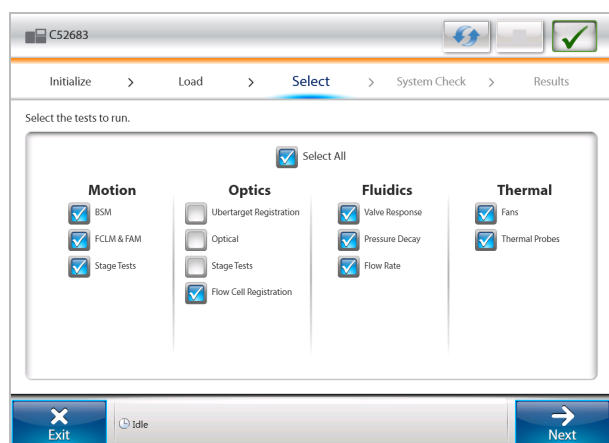 C52683
Initialize > Load > Select > System Check > Results
Select the tests to run.
Select All
Motion
BSM
FCLM & FAM
Stage Tests
Optics
Ubertarget Registration
Optical
Stage Tests
Flow Cell Registration
Fluidics
Valve Response
Pressure Decay
Flow Rate
Thermal
Fans
Thermal Probes
Exit
Idle
Next